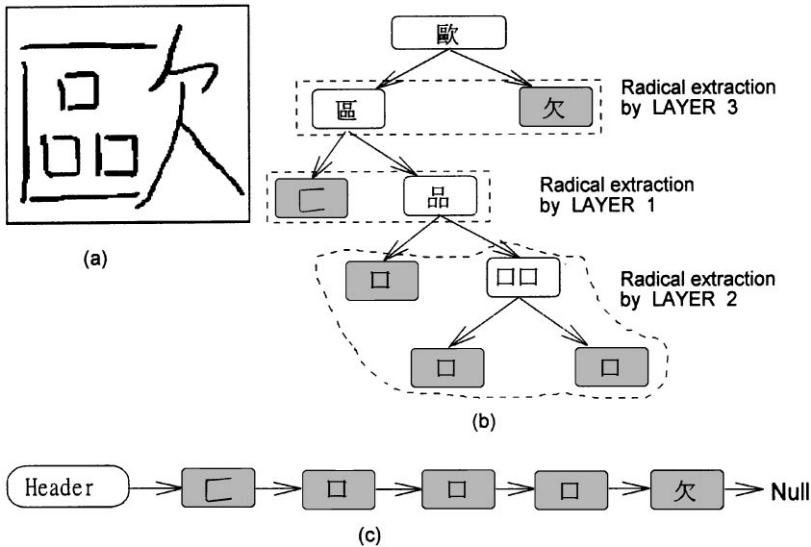 歐
歐
區 欠
Radical extraction
by LAYER 3
匚 品
Radical extraction
by LAYER 1
(a)
口 口口
Radical extraction
by LAYER 2
口 口
(b)
Header 匚 口 口 口 欠 Null
(c)